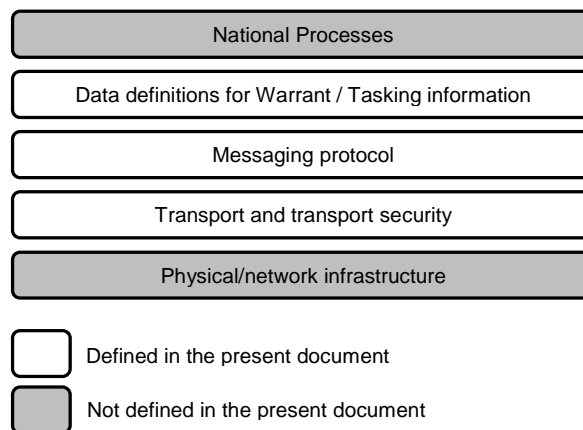 National Processes
Data definitions for Warrant / Tasking information
Messaging protocol
Transport and transport security
Physical/network infrastructure
Defined in the present document
Not defined in the present document